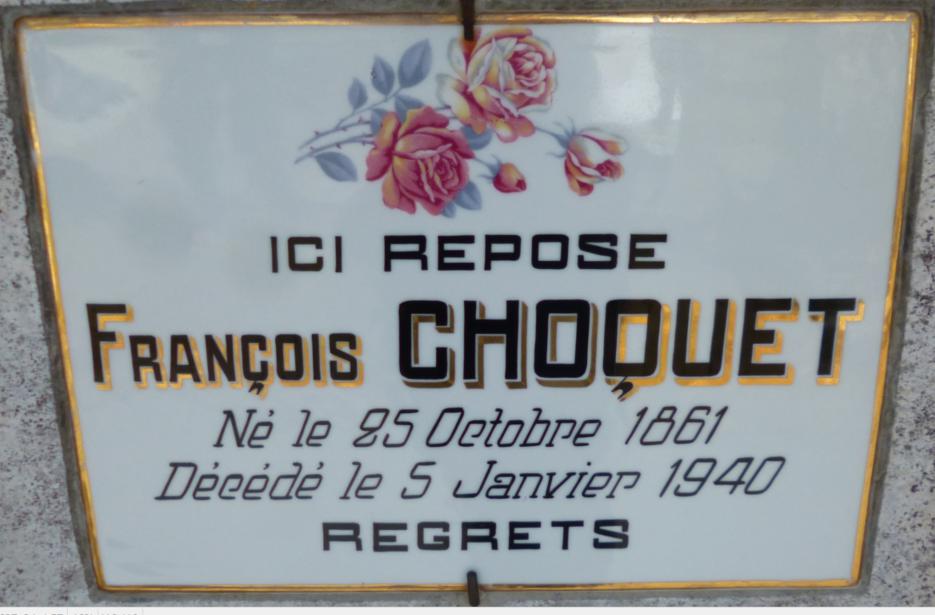 ICI REPOSE
FRANÇOIS CHOQUET
Né le 25 Octobre 1861
Décédé le 5 Janvier 1940
REGRETS